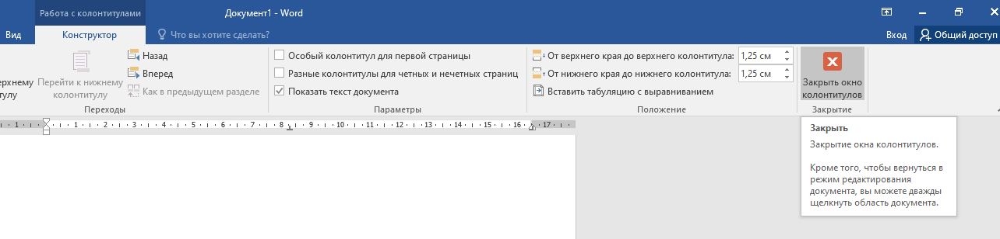 Работа с колонтитулами
Документ1 - Word
Вид
Конструктор
Что вы хотите сделать?
Вход
Общий доступ
Перейти к нижнему
колонтитулу
Назад
Вперед
Как в предыдущем разделе
Переходы
Особый колонтитул для первой страницы
Разные колонтитулы для четных и нечетных страниц
Показать текст документа
Параметры
От верхнего края до верхнего колонтитула: 1,25 см
От нижнего края до нижнего колонтитула: 1,25 см
Вставить табуляцию с выравниванием
Положение
Закрыть окно
колонтитулов
Закрытие
1 1 2 3 4 5 6 7 8 9 10 11 12 13 14 15 16 17
Закрыть
Закрытие окна колонтитулов.
Кроме того, чтобы вернуться в
режим редактирования
документа, вы можете дважды
щелкнуть область документа.